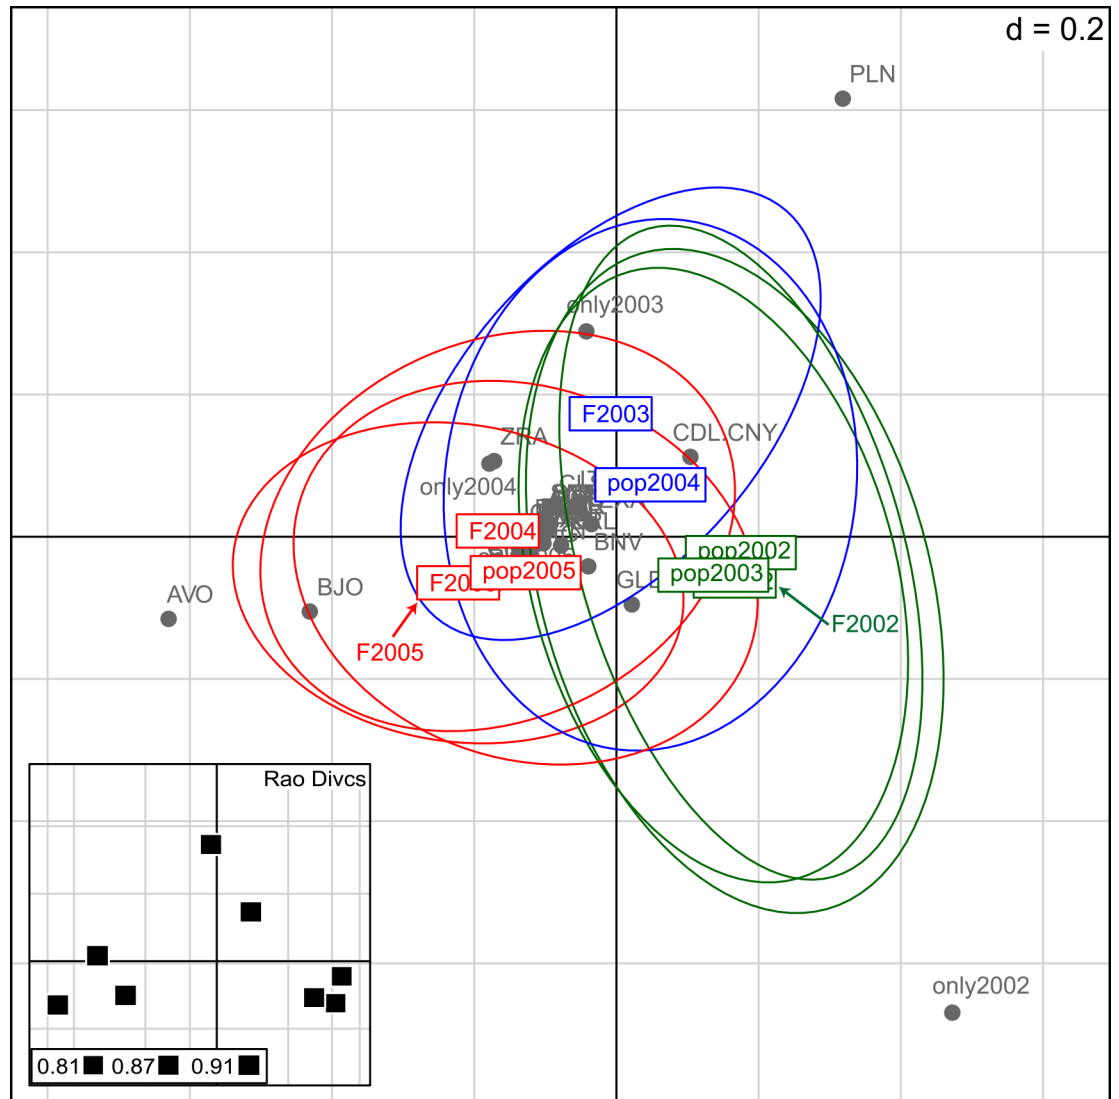 d = 0.2
PLN
only2003
F2003
CDL.CNY
ZRA
only2004
pop2004
F2004
BNV
pop2002
pop2005
pop2003
AVO
BJO
F2002
F2005
only2002
Rao Divcs
0.81 0.87 0.91